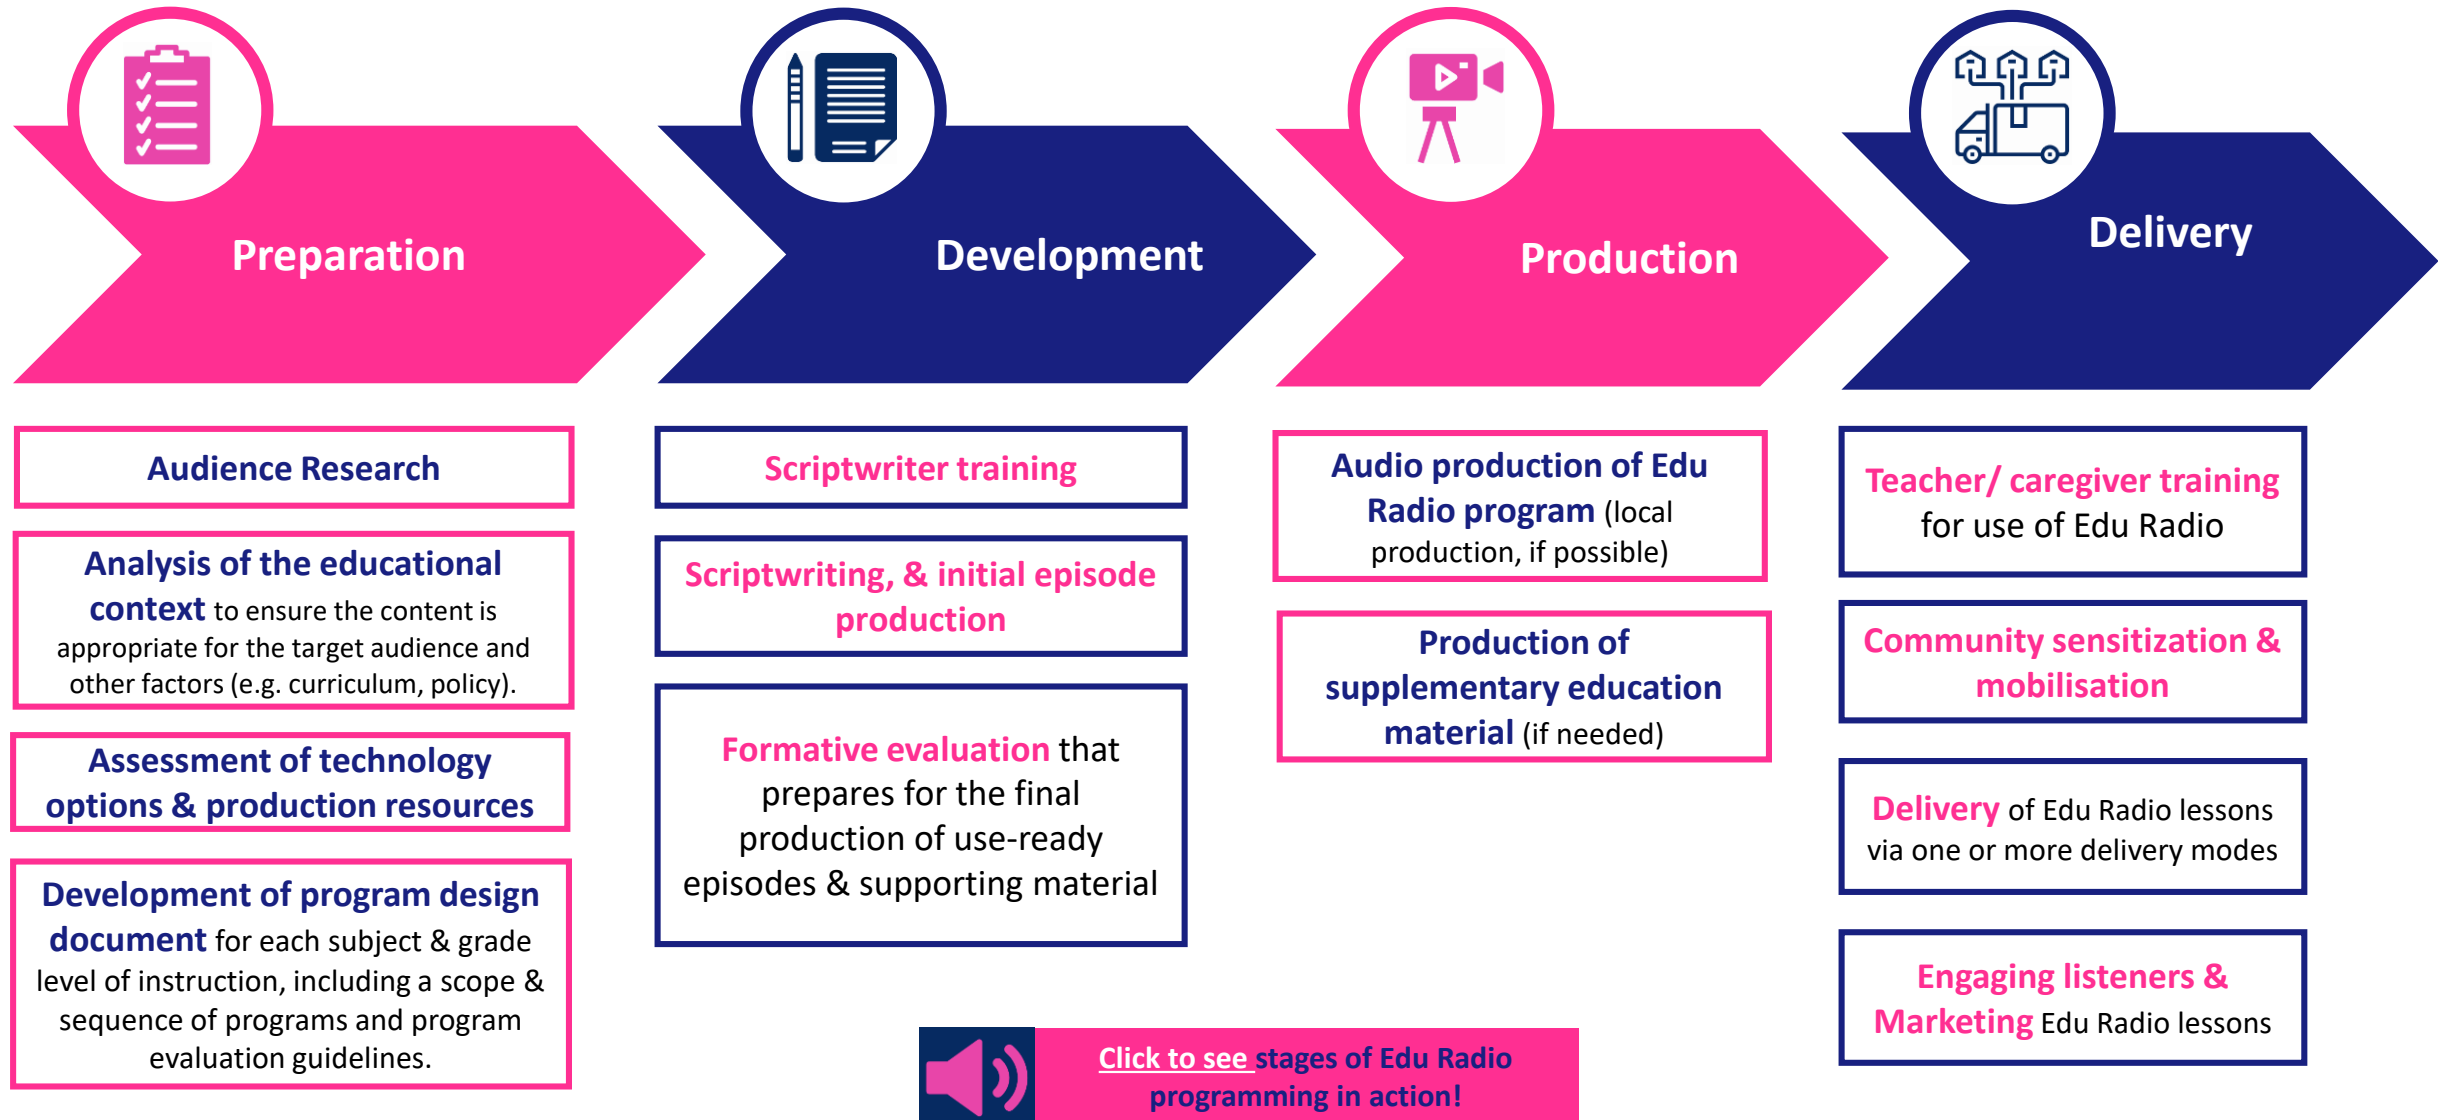 Preparation
Development
Production
Delivery
Audience Research
Analysis of the educational
context to ensure the content is
appropriate for the target audience and
other factors (e.g. curriculum, policy).
Assessment of technology
options & production resources
Development of program design
document for each subject & grade
level of instruction, including a scope &
sequence of programs and program
evaluation guidelines.
Scriptwriter training
Scriptwriting, & initial episode
production
Formative evaluation that
prepares for the final
production of use-ready
episodes & supporting material
Audio production of Edu
Radio program (local
production, if possible)
Production of
supplementary education
material (if needed)
Teacher/ caregiver training
for use of Edu Radio
Community sensitization &
mobilisation
Delivery of Edu Radio lessons
via one or more delivery modes
Engaging listeners &
Marketing Edu Radio lessons
Click to see stages of Edu Radio
programming in action!